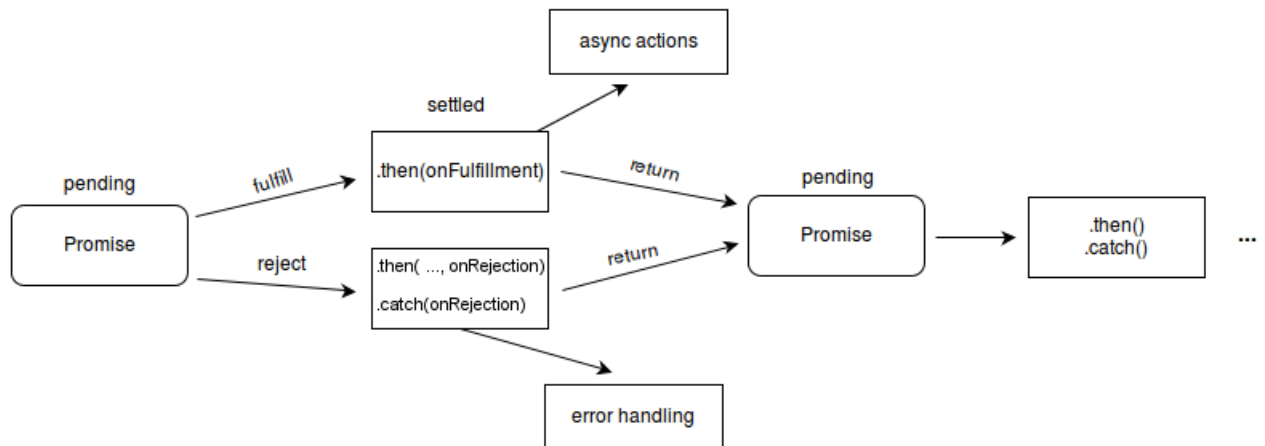 async actions
settled
.then(onFulfillment)
pending
fulfill
return
pending
Promise
Promise
.then()
.catch()
...
reject
.then( ..., onRejection)
.catch(onRejection)
return
error handling